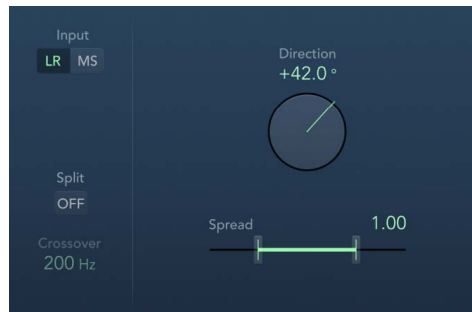 Input
LR MS
Direction
+42.0 °
Split
OFF
Crossover
200 Hz
Spread
1.00